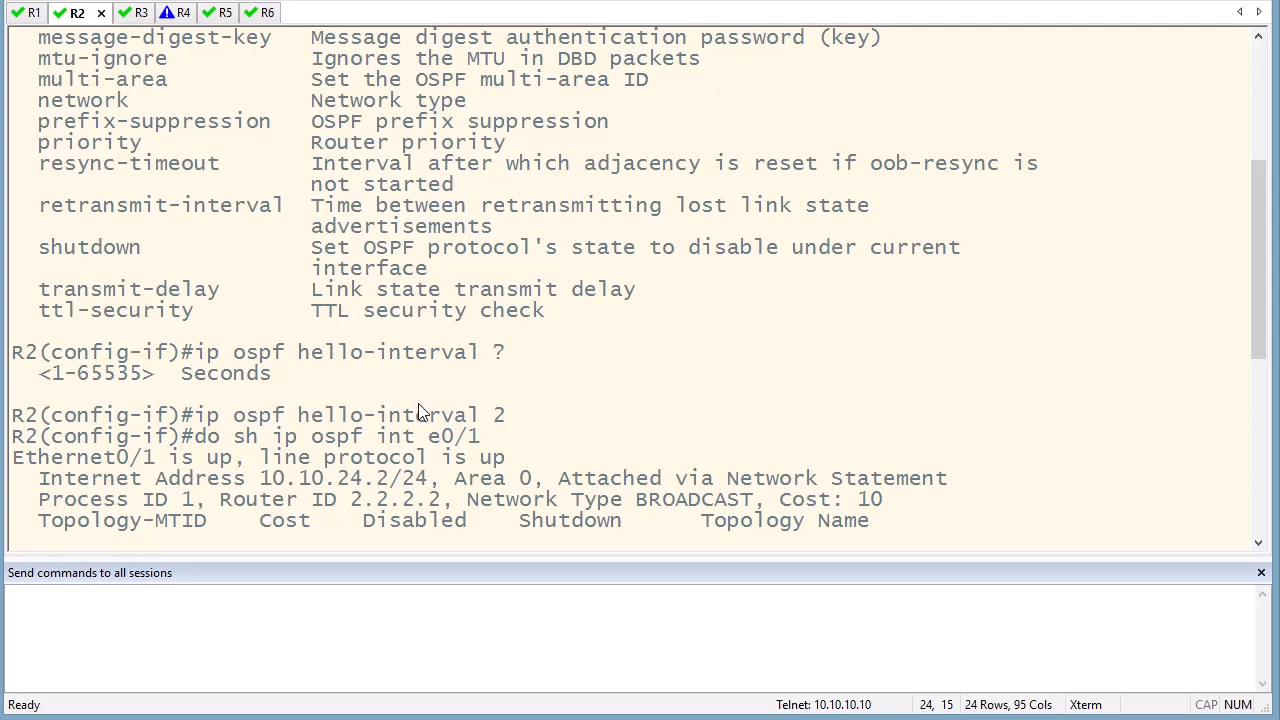 R1 R2 × R3 R4 R5 R6
message-digest-key Message digest authentication password (key)
mtu-ignore Ignores the MTU in DBD packets
multi-area Set the OSPF multi-area ID
network Network type
prefix-suppression OSPF prefix suppression
priority Router priority
resync-timeout Interval after which adjacency is reset if oob-resync is
not started
retransmit-interval Time between retransmitting lost link state
advertisements
shutdown Set OSPF protocol's state to disable under current
interface
transmit-delay Link state transmit delay
ttl-security TTL security check
R2(config-if)#ip ospf hello-interval ?
<1-65535> Seconds
R2(config-if)#ip ospf hello-interval 2
R2(config-if)#do sh ip ospf int e0/1
Ethernet0/1 is up, line protocol is up
Internet Address 10.10.24.2/24, Area 0, Attached via Network Statement
Process ID 1, Router ID 2.2.2.2, Network Type BROADCAST, Cost: 10
Topology-MTID Cost Disabled Shutdown Topology Name
Send commands to all sessions ×
Ready Telnet: 10.10.10.10 24, 15 24 Rows, 95 Cols Xterm CAP NUM